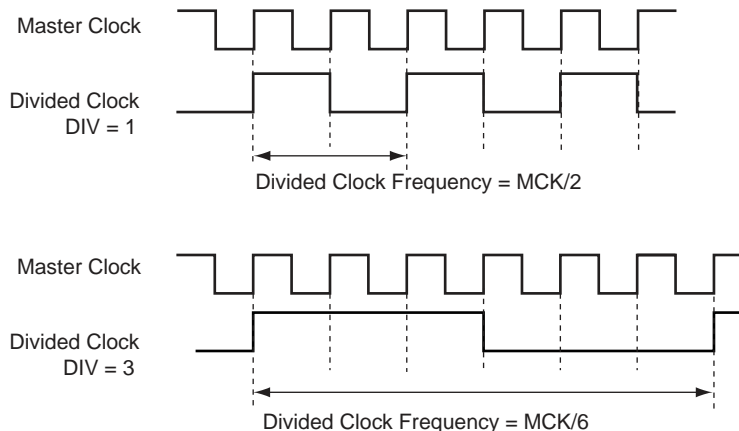 Master Clock
Divided Clock
DIV = 1
Divided Clock Frequency = MCK/2
Master Clock
Divided Clock
DIV = 3
Divided Clock Frequency = MCK/6